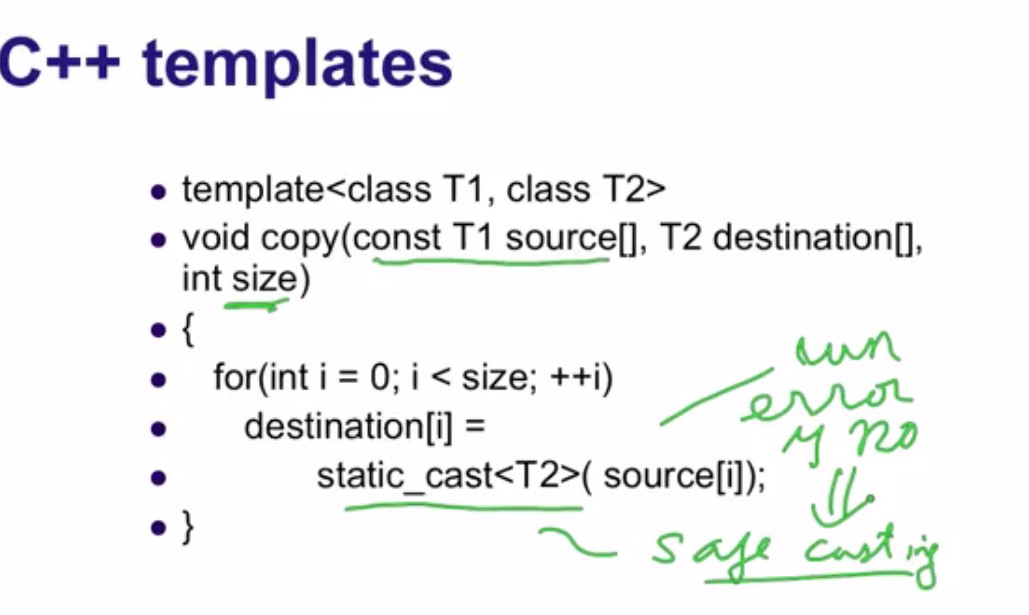 C++ templates
• template<class T1, class T2>
• void copy(const T1 source[], T2 destination[],
int size)
• {
• for(int i = 0; i < size; ++i)
• destination[i] =
• static_cast<T2>( source[i]);
• }
run
error
no
safe casting